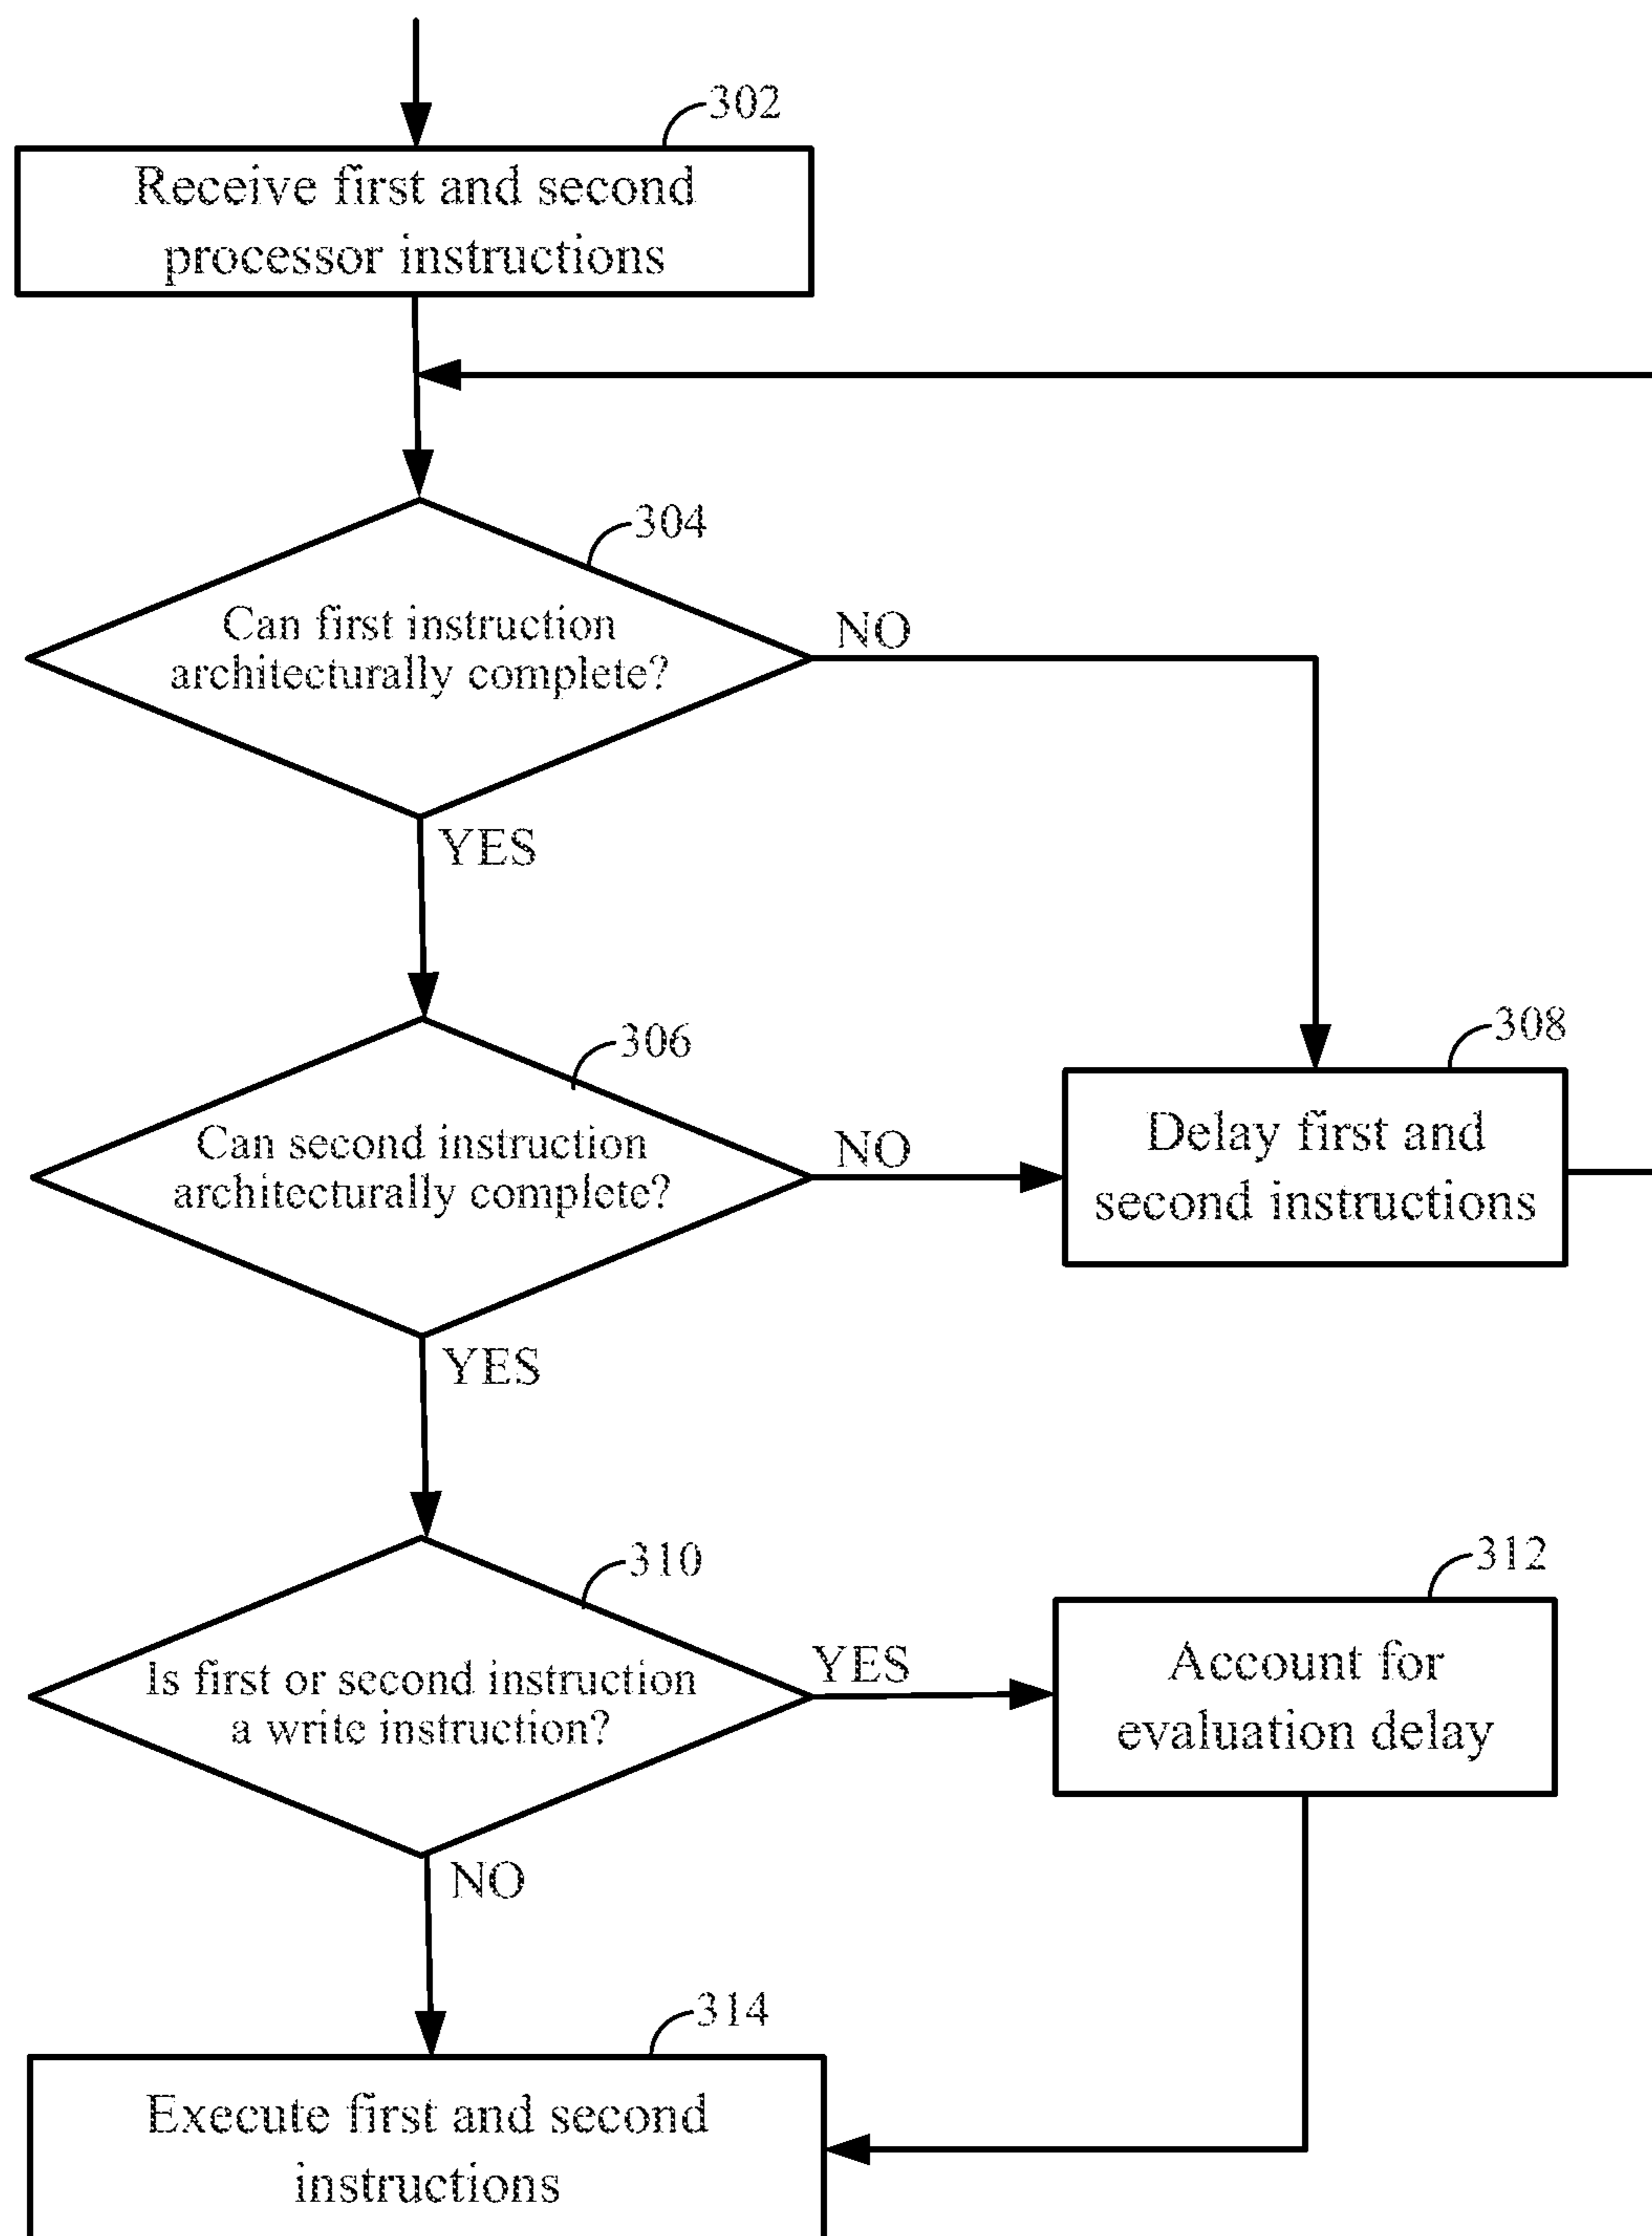 302
Receive first and second
processor instructions
304
Can first instruction
architecturally complete?
NO
YES
306
Can second instruction
architecturally complete?
NO
308
Delay first and
second instructions
YES
310
Is first or second instruction
a write instruction?
YES
312
Account for
evaluation delay
NO
314
Execute first and second
instructions